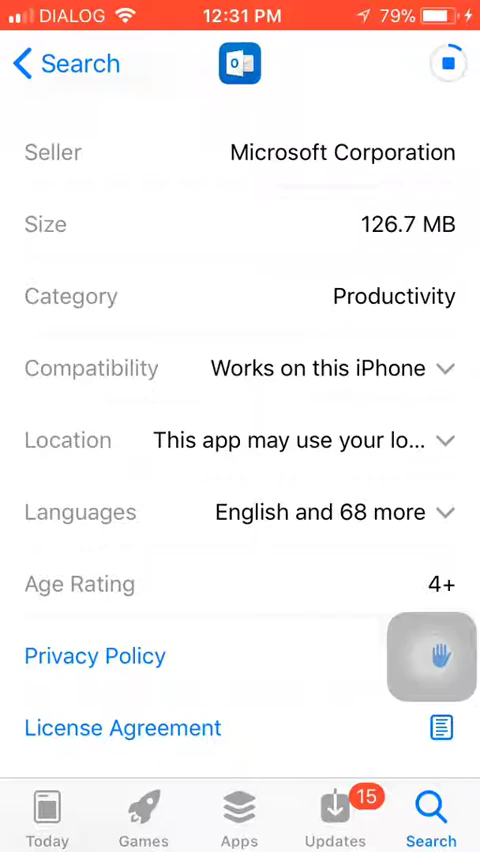 DIALOG 12:31 PM 79%
Search
Seller Microsoft Corporation
Size 126.7 MB
Category Productivity
Compatibility Works on this iPhone
Location This app may use your lo...
Languages English and 68 more
Age Rating 4+
Privacy Policy
License Agreement
15
Today Games Apps Updates Search